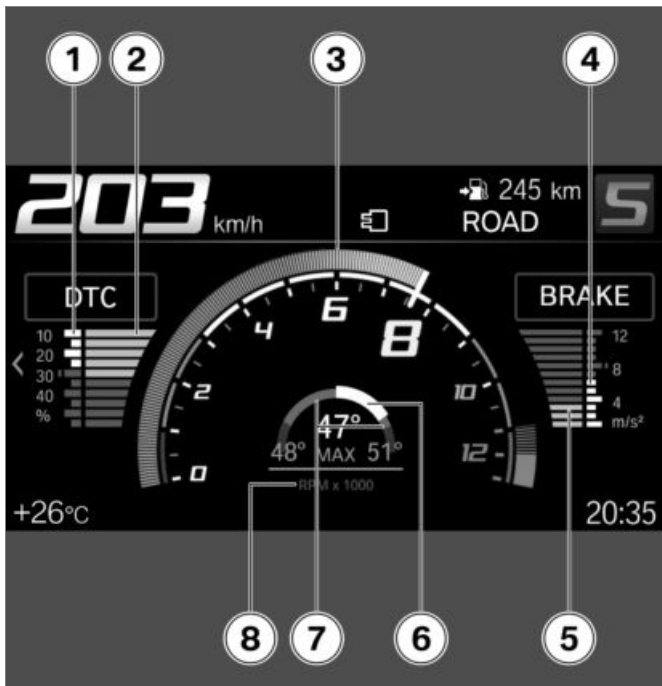 1 2 3 4
203 km/h
245 km
ROAD
S
DTC
BRAKE
10
20
30
40
%
12
8
4
m/s²
0 2 4 6 8 10 12
47°
48° MAX 51°
RPM x 1000
+26°C
20:35
8 7 6 5